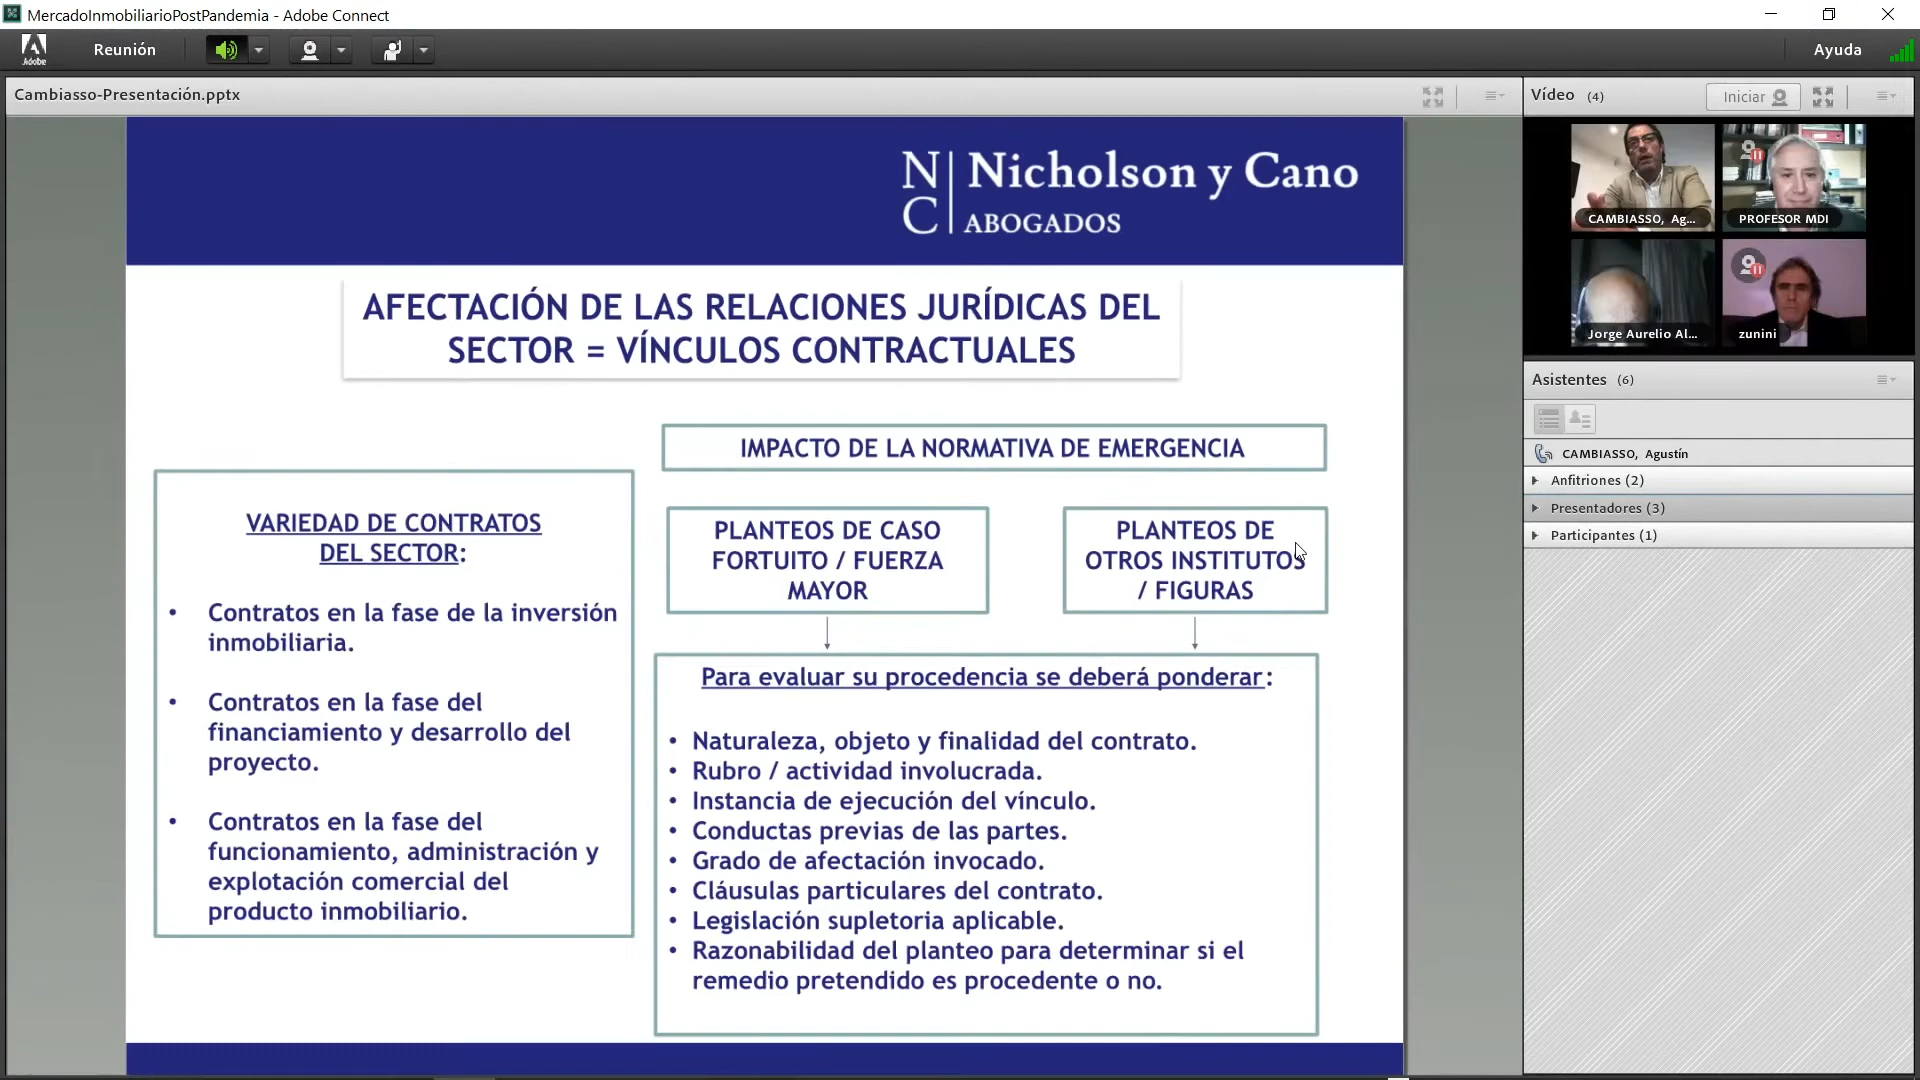 MercadoInmobiliarioPostPandemia - Adobe Connect
Adobe
Reunión
Ayuda
Cambiasso-Presentación.pptx
N
C
Nicholson y Cano
ABOGADOS
AFECTACIÓN DE LAS RELACIONES JURÍDICAS DEL
SECTOR = VÍNCULOS CONTRACTUALES
VARIEDAD DE CONTRATOS
DEL SECTOR:
• Contratos en la fase de la inversión
inmobiliaria.
• Contratos en la fase del
financiamiento y desarrollo del
proyecto.
• Contratos en la fase del
funcionamiento, administración y
explotación comercial del
producto inmobiliario.
IMPACTO DE LA NORMATIVA DE EMERGENCIA
PLANTEOS DE CASO
FORTUITO / FUERZA
MAYOR
PLANTEOS DE
OTROS INSTITUTOS
/ FIGURAS
Para evaluar su procedencia se deberá ponderar:
• Naturaleza, objeto y finalidad del contrato.
• Rubro / actividad involucrada.
• Instancia de ejecución del vínculo.
• Conductas previas de las partes.
• Grado de afectación invocado.
• Cláusulas particulares del contrato.
• Legislación supletoria aplicable.
• Razonabilidad del planteo para determinar si el
remedio pretendido es procedente o no.
Vídeo (4)
Iniciar
CAMBIASSO, Ag...
PROFESOR MDI
Jorge Aurelio Al...
zunini
Asistentes (6)
CAMBIASSO, Agustín
Anfitriones (2)
Presentadores (3)
Participantes (1)